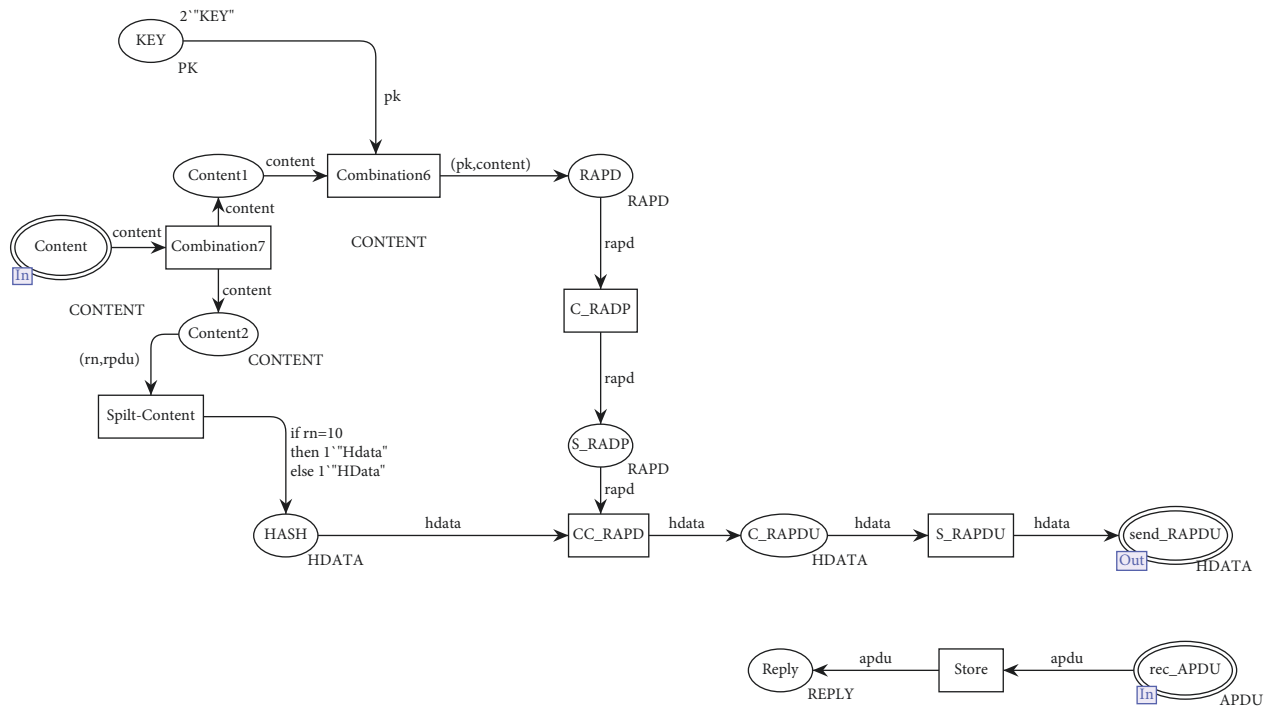 2`"KEY"
KEY
PK
pk
Content1
content
Combination6
(pk,content)
RAPD
RAPD
content
Content
In
content
Combination7
CONTENT
rapd
content
CONTENT
C_RADP
Content2
CONTENT
(rn,rpdu)
rapd
Spilt-Content
if rn=10
then 1`"Hdata"
else 1`"HData"
S_RADP
RAPD
rapd
HASH
HDATA
hdata
CC_RAPD
hdata
C_RAPDU
HDATA
hdata
S_RAPDU
hdata
send_RAPDU
Out
HDATA
Reply
REPLY
apdu
Store
apdu
rec_APDU
In
APDU